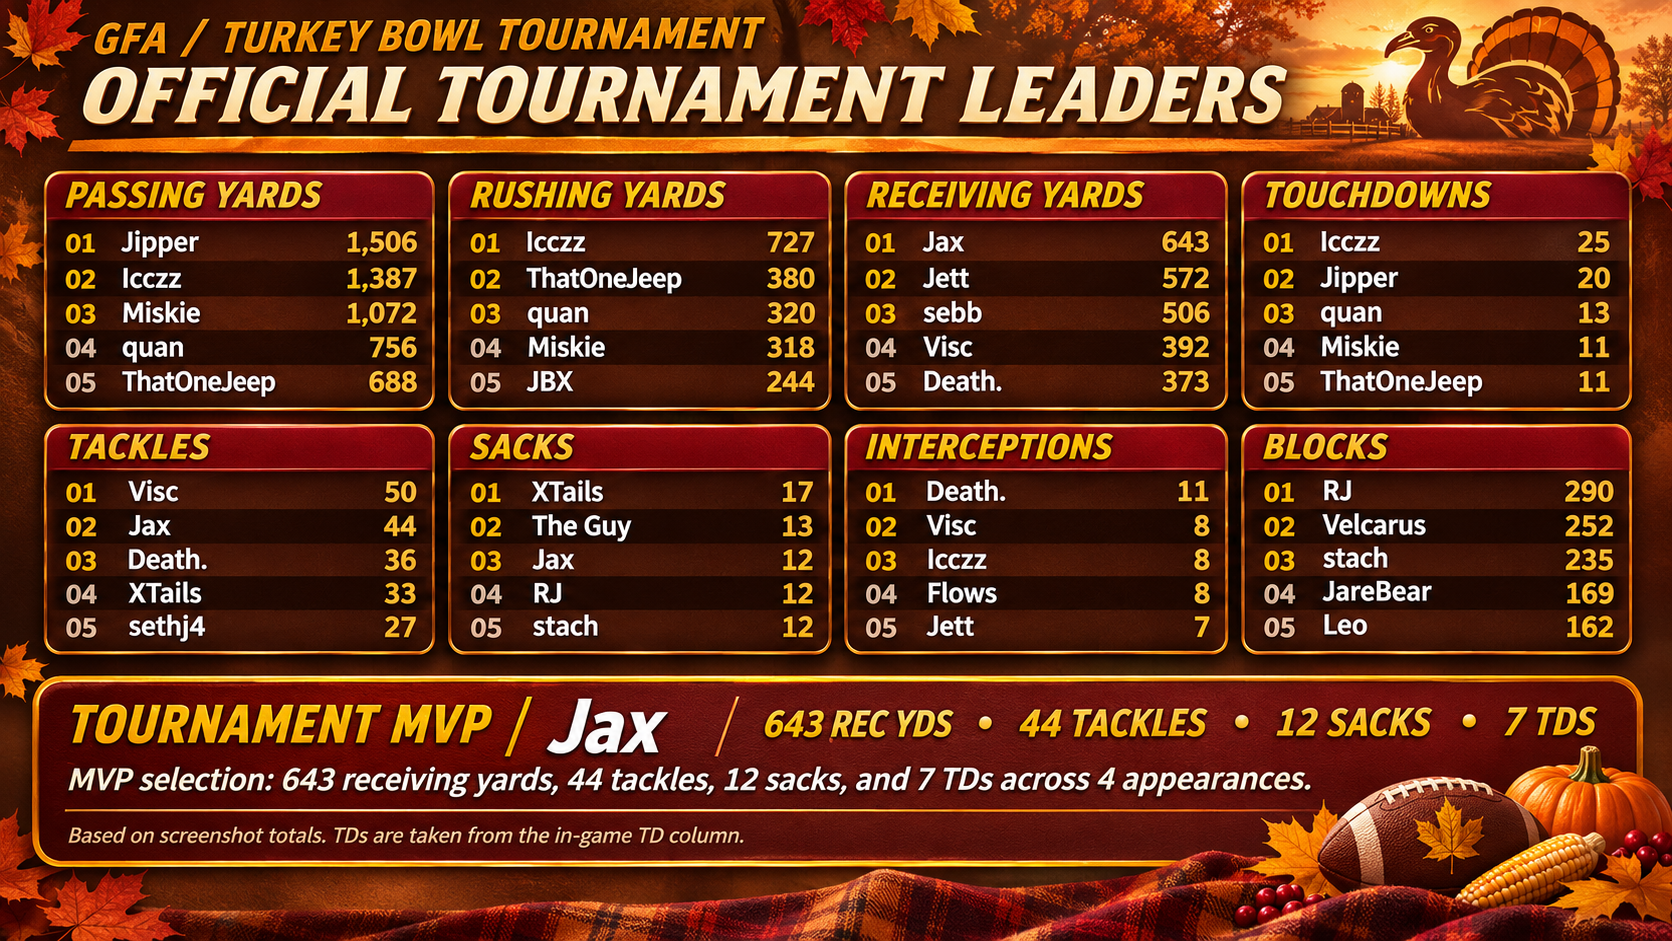 GFA / TURKEY BOWL TOURNAMENT
OFFICIAL TOURNAMENT LEADERS
PASSING YARDS
01 Jipper 1,506
02 Icczz 1,387
03 Miskie 1,072
04 quan 756
05 ThatOneJeep 688
RUSHING YARDS
01 Icczz 727
02 ThatOneJeep 380
03 quan 320
04 Miskie 318
05 JBX 244
RECEIVING YARDS
01 Jax 643
02 Jett 572
03 sebb 506
04 Visc 392
05 Death. 373
TOUCHDOWNS
01 Icczz 25
02 Jipper 20
03 quan 13
04 Miskie 11
05 ThatOneJeep 11
TACKLES
01 Visc 50
02 Jax 44
03 Death. 36
04 XTails 33
05 sethj4 27
SACKS
01 XTails 17
02 The Guy 13
03 Jax 12
04 RJ 12
05 stach 12
INTERCEPTIONS
01 Death. 11
02 Visc 8
03 Icczz 8
04 Flows 8
05 Jett 7
BLOCKS
01 RJ 290
02 Velcarus 252
03 stach 235
04 JareBear 169
05 Leo 162
TOURNAMENT MVP / Jax / 643 REC YDS • 44 TACKLES • 12 SACKS • 7 TDS
MVP selection: 643 receiving yards, 44 tackles, 12 sacks, and 7 TDs across 4 appearances.
Based on screenshot totals. TDs are taken from the in-game TD column.